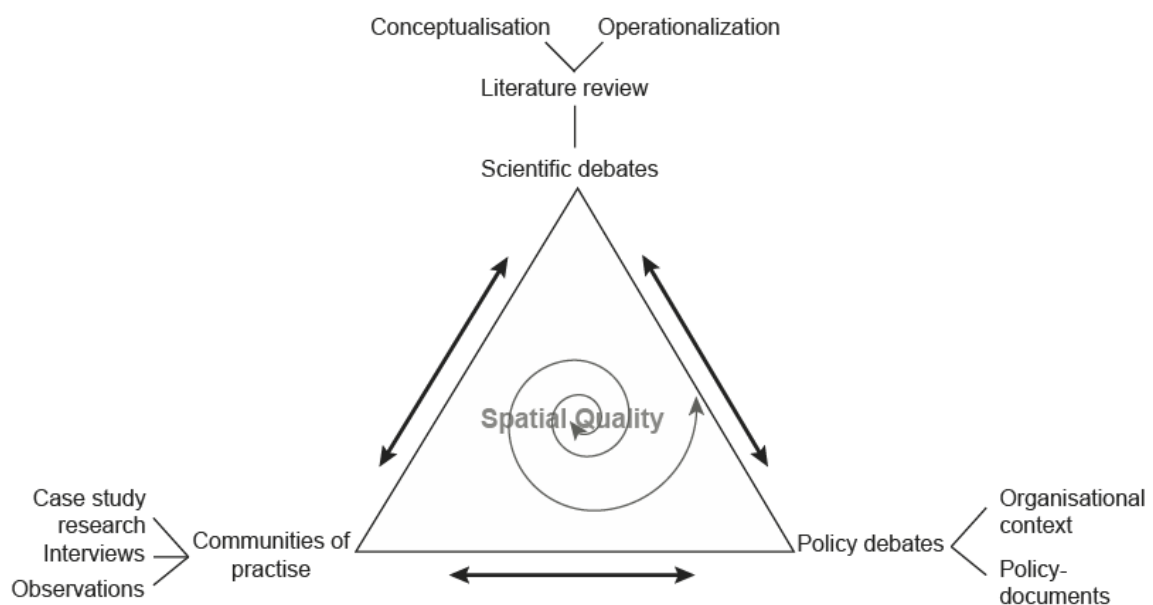 Conceptualisation
Operationalization
Literature review
Scientific debates
Spatial Quality
Case study
research
Interviews
Observations
Communities of
practise
Policy debates
Organisational
context
Policy-
documents